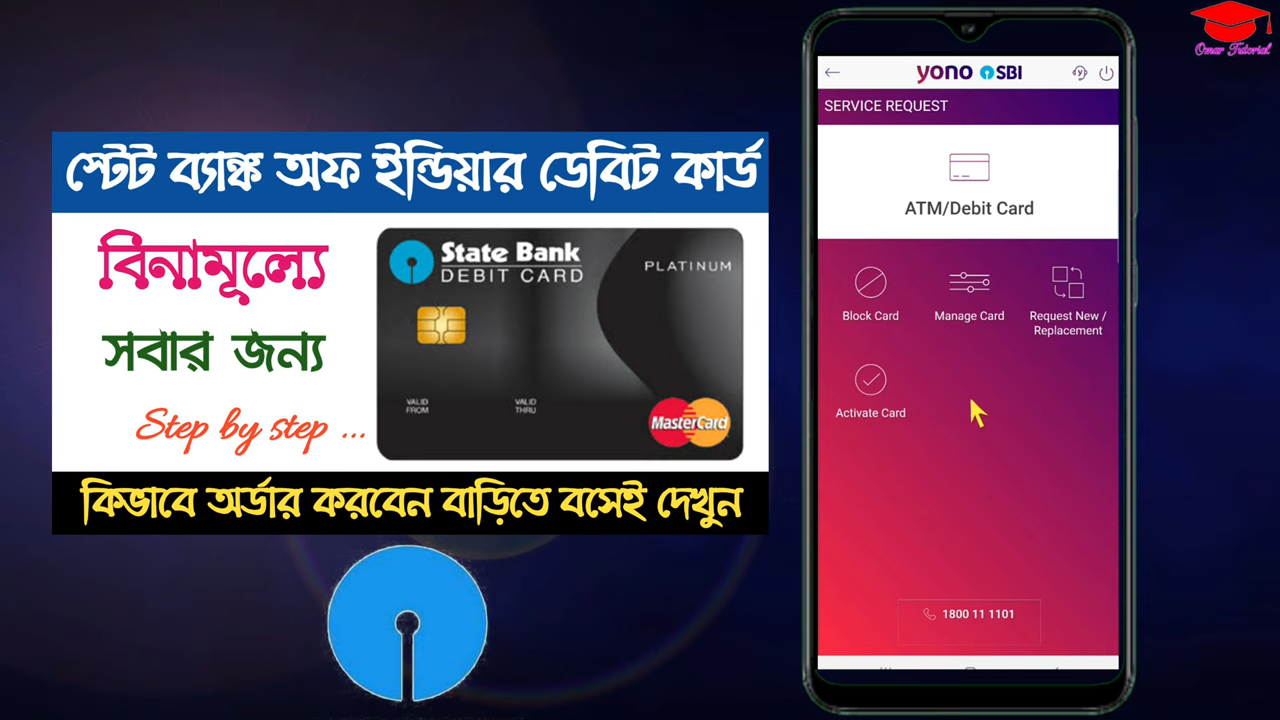 স্টেট ব্যাঙ্ক অফ ইন্ডিয়ার ডেবিট কার্ড
বিনামূল্যে
সবার জন্য
Step by step ...
State Bank
DEBIT CARD
PLATINUM
VALID
FROM
VALID
THRU
MasterCard
কিভাবে অর্ডার করবেন বাড়িতে বসেই দেখুন
yono SBI
SERVICE REQUEST
ATM/Debit Card
Block Card
Manage Card
Request New /
Replacement
Activate Card
1800 11 1101
Omar Tutorial